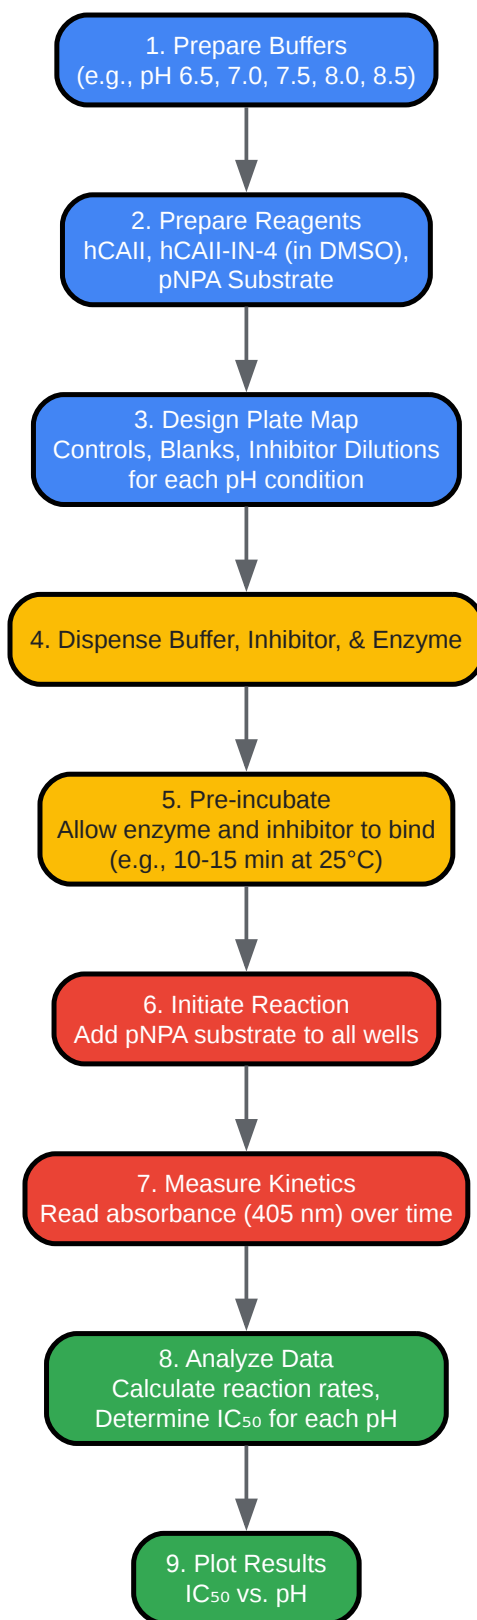 1. Prepare Buffers
(e.g., pH 6.5, 7.0, 7.5, 8.0, 8.5)
2. Prepare Reagents
hCAII, hCAII-IN-4 (in DMSO),
pNPA Substrate
3. Design Plate Map
Controls, Blanks, Inhibitor Dilutions
for each pH condition
4. Dispense Buffer, Inhibitor, & Enzyme
5. Pre-incubate
Allow enzyme and inhibitor to bind
(e.g., 10-15 min at 25°C)
6. Initiate Reaction
Add pNPA substrate to all wells
7. Measure Kinetics
Read absorbance (405 nm) over time
8. Analyze Data
Calculate reaction rates,
Determine IC₅₀ for each pH
9. Plot Results
IC₅₀ vs. pH